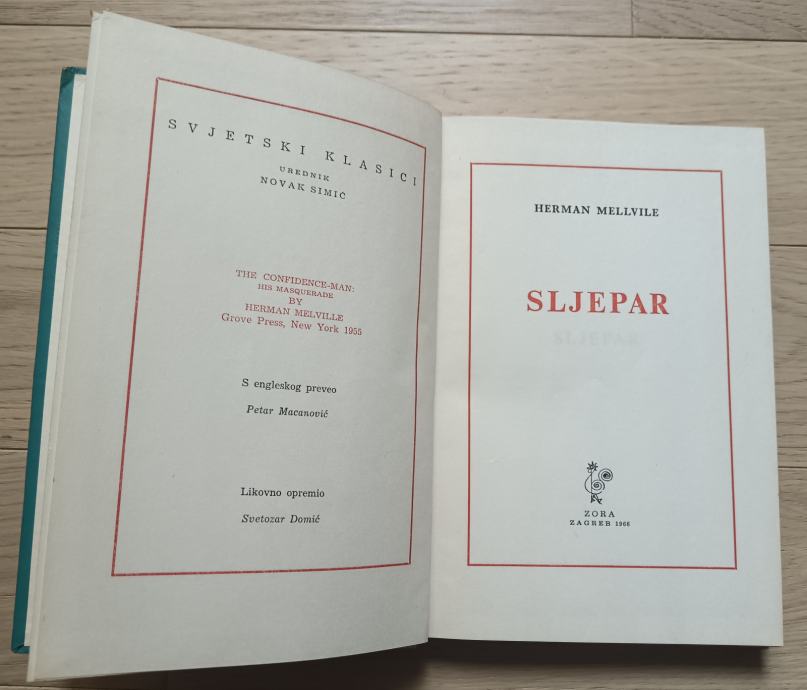 SVJETSKI KLASICI
UREDNIK
NOVAK SIMIĆ
THE CONFIDENCE-MAN:
HIS MASQUERADE
BY
HERMAN MELVILLE
Grove Press, New York 1955
S engleskog preveo
Petar Macanović
Likovno opremio
Svetozar Domić
HERMAN MELLVILE
SLJEPAR
ZORA
ZAGREB 1966